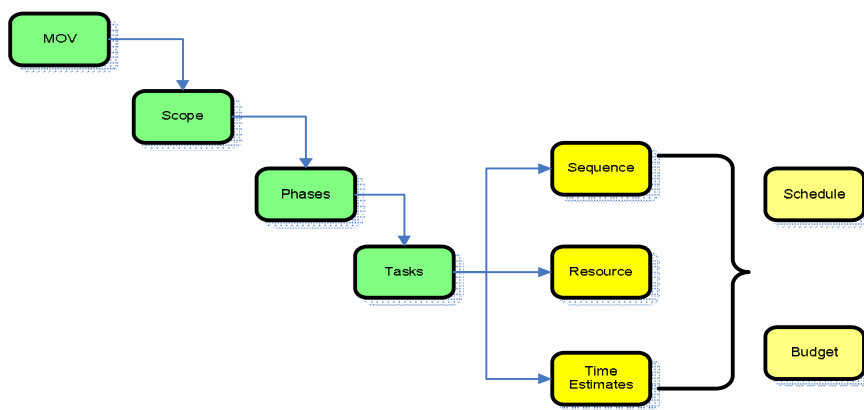 MOV
Scope
Phases
Tasks
Sequence
Resource
Time
Estimates
Schedule
Budget